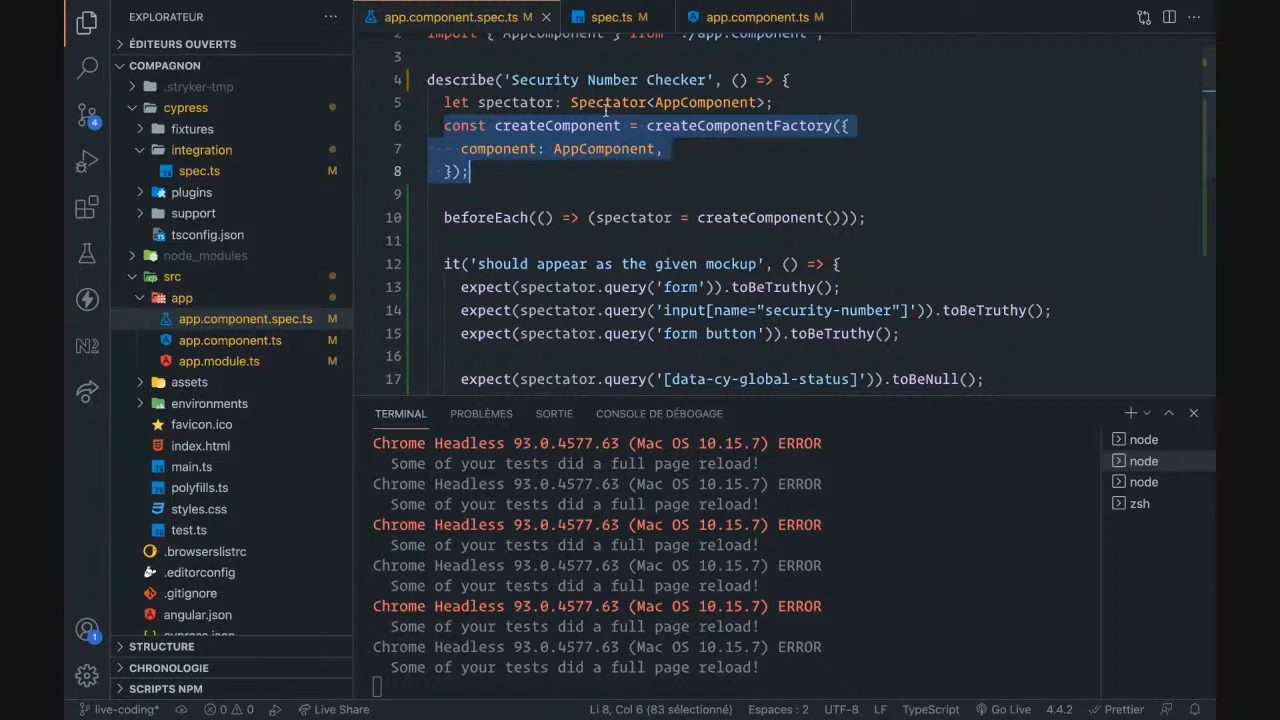 EXPLORATEUR
ÉDITEURS OUVERTS
COMPAGNON
.stryker-tmp
cypress
fixtures
integration
spec.ts M
plugins
support
tsconfig.json
node_modules
src
app
app.component.spec.ts M
app.component.ts M
app.module.ts M
assets
environments
favicon.ico
index.html
main.ts
polyfills.ts
styles.css
test.ts
.browserslistrc
.editorconfig
.gitignore
angular.json
cypress.json
STRUCTURE
CHRONOLOGIE
SCRIPTS NPM
4
N2
1
app.component.spec.ts M
spec.ts M
app.component.ts M
2 import { AppComponent } from './app.component';
3
4 describe('Security Number Checker', () => {
5 let spectator: Spectator<AppComponent>;
6 const createComponent = createComponentFactory({
7 component: AppComponent,
8 });
9
10 beforeEach(() => (spectator = createComponent()));
11
12 it('should appear as the given mockup', () => {
13 expect(spectator.query('form')).toBeTruthy();
14 expect(spectator.query('input[name="security-number"]')).toBeTruthy();
15 expect(spectator.query('form button')).toBeTruthy();
16
17 expect(spectator.query('[data-cy-global-status]')).toBeNull();
TERMINAL PROBLÈMES SORTIE CONSOLE DE DÉBOGAGE
Chrome Headless 93.0.4577.63 (Mac OS 10.15.7) ERROR
Some of your tests did a full page reload!
Chrome Headless 93.0.4577.63 (Mac OS 10.15.7) ERROR
Some of your tests did a full page reload!
Chrome Headless 93.0.4577.63 (Mac OS 10.15.7) ERROR
Some of your tests did a full page reload!
Chrome Headless 93.0.4577.63 (Mac OS 10.15.7) ERROR
Some of your tests did a full page reload!
Chrome Headless 93.0.4577.63 (Mac OS 10.15.7) ERROR
Some of your tests did a full page reload!
Chrome Headless 93.0.4577.63 (Mac OS 10.15.7) ERROR
Some of your tests did a full page reload!
node
node
node
zsh
live-coding* 0 0 Live Share Li 8, Col 6 (83 sélectionné) Espaces : 2 UTF-8 LF TypeScript Go Live 4.4.2 Prettier